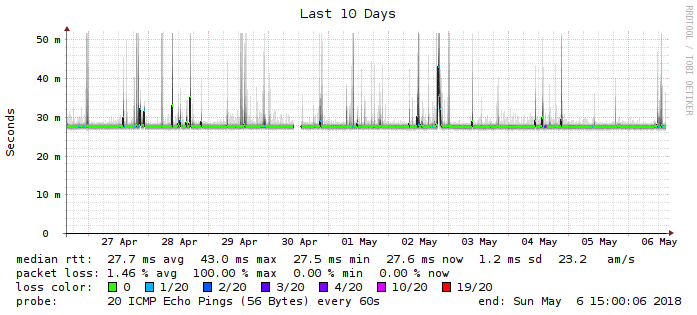 Last 10 Days
RRDTOOL / TOBI OETIKER
Seconds
50 m
40 m
30 m
20 m
10 m
0
27 Apr 28 Apr 29 Apr 30 Apr 01 May 02 May 03 May 04 May 05 May 06 May
median rtt: 27.7 ms avg 43.0 ms max 27.5 ms min 27.6 ms now 1.2 ms sd 23.2 am/s
packet loss: 1.46 % avg 100.00 % max 0.00 % min 0.00 % now
loss color: 0 1/20 2/20 3/20 4/20 10/20 19/20
probe: 20 ICMP Echo Pings (56 Bytes) every 60s end: Sun May 6 15:00:06 2018